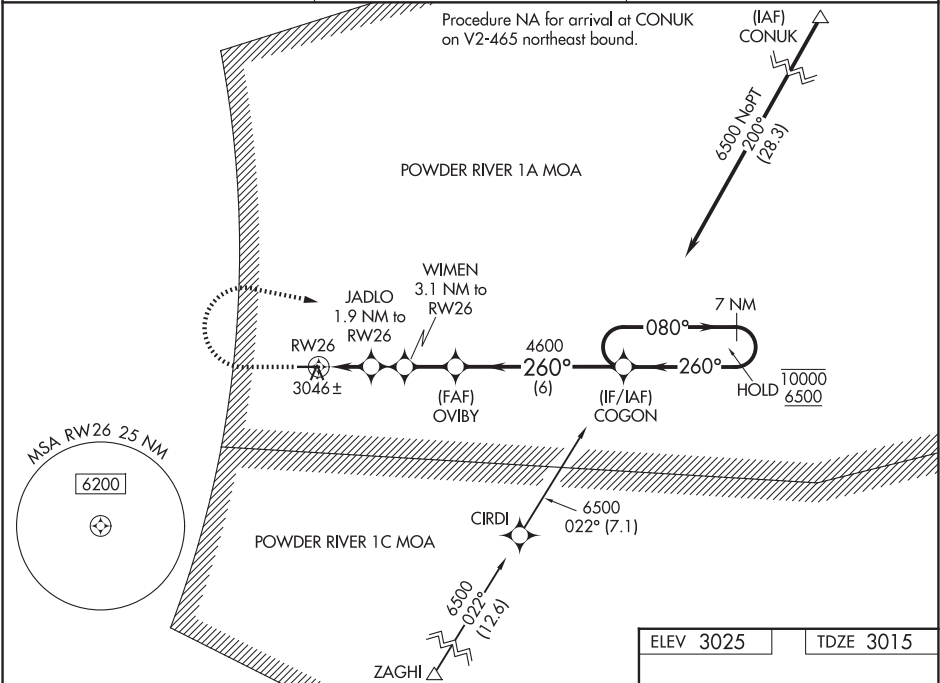 Procedure NA for arrival at CONUK
on V2-465 northeast bound.
(IAF)
CONUK
6500 NoPT
200°
(28.3)
POWDER RIVER 1A MOA
WIMEN
3.1 NM to
RW26
JADLO
1.9 NM to
RW26
RW26
3046±
7 NM
080°
4600
260°
(6)
260°
HOLD
10000
6500
(FAF)
OVIBY
(IF/IAF)
COGON
MSA RW26 25 NM
6200
6500
022° (7.1)
CIRDI
POWDER RIVER 1C MOA
6500
022°
(12.6)
ZAGHI
ELEV 3025
TDZE 3015